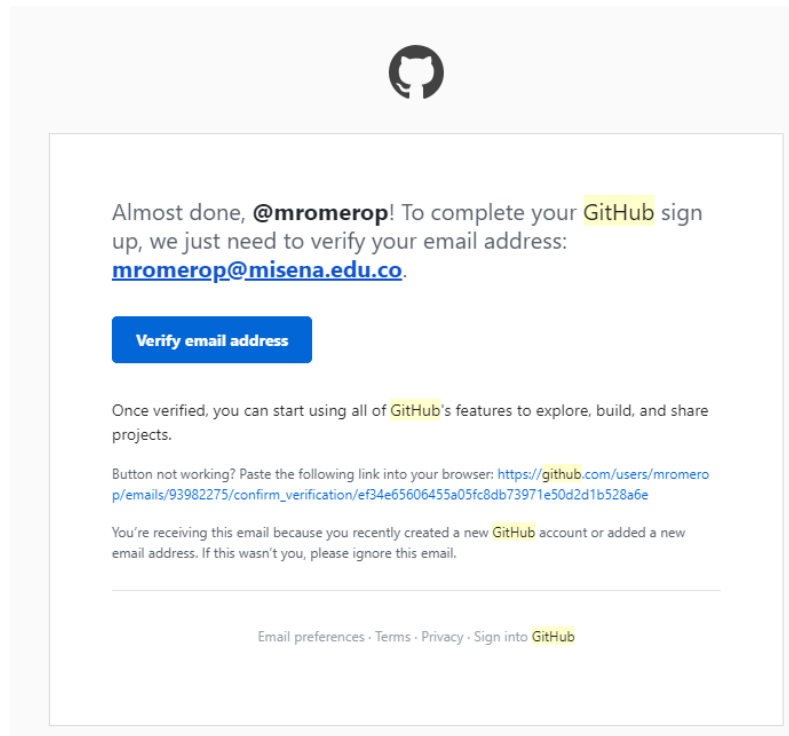 Almost done, @mromerop! To complete your GitHub sign
up, we just need to verify your email address:
mromerop@misena.edu.co.
Verify email address
Once verified, you can start using all of GitHub's features to explore, build, and share
projects.
Button not working? Paste the following link into your browser: https://github.com/users/mromero
p/emails/93982275/confirm_verification/ef34e65606455a05fc8db73971e50d2d1b528a6e
You’re receiving this email because you recently created a new GitHub account or added a new
email address. If this wasn’t you, please ignore this email.
Email preferences · Terms · Privacy · Sign into GitHub